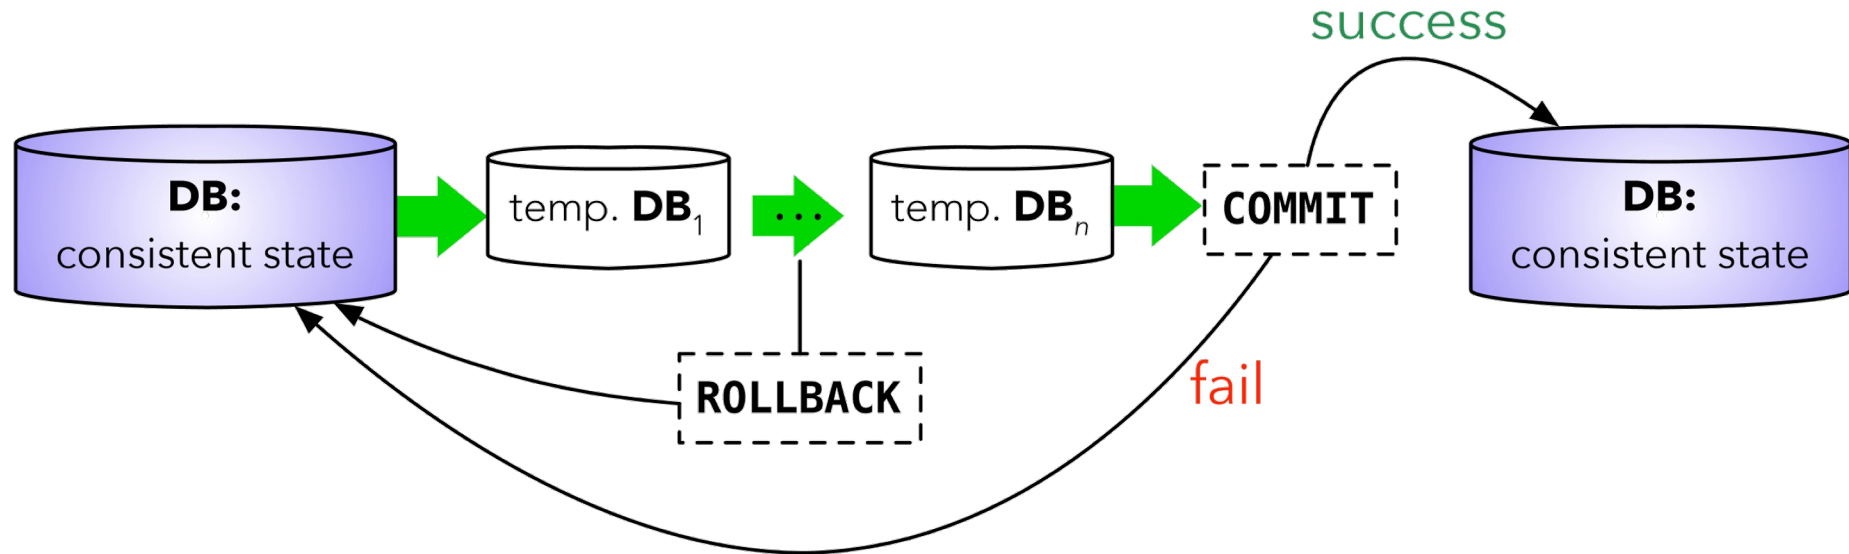 success
DB:
consistent state
temp. DB1
...
temp. DBn
COMMIT
DB:
consistent state
ROLLBACK
fail